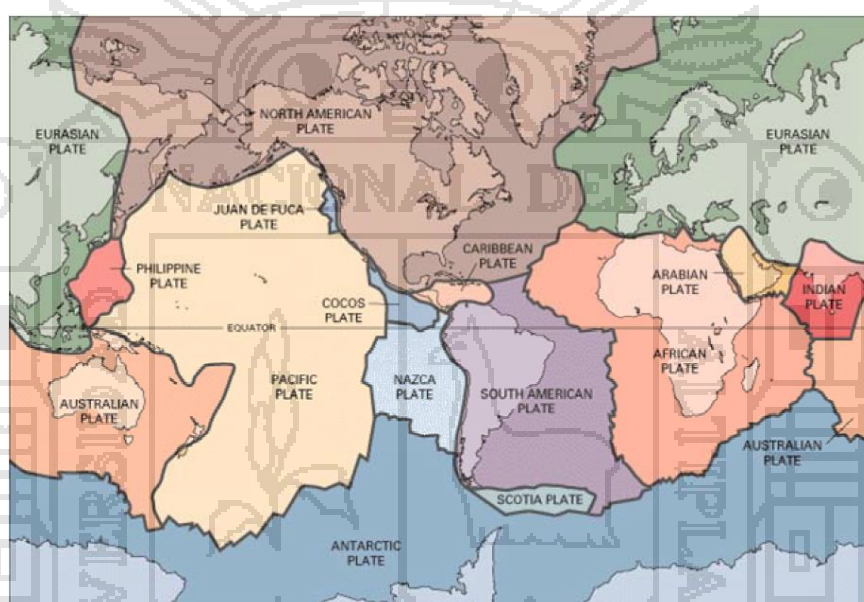 NORTH AMERICAN
PLATE
EURASIAN
PLATE
EURASIAN
PLATE
NACIONAL DE
JUAN DE FUCA
PLATE
CARIBBEAN
PLATE
PHILIPPINE
PLATE
ARABIAN
PLATE
INDIAN
PLATE
COCOS
PLATE
EQUATOR
AFRICAN
PLATE
PACIFIC
PLATE
NAZCA
PLATE
SOUTH AMERICAN
PLATE
AUSTRALIAN
PLATE
AUSTRALIAN
PLATE
SCOTIA PLATE
ANTARCTIC
PLATE